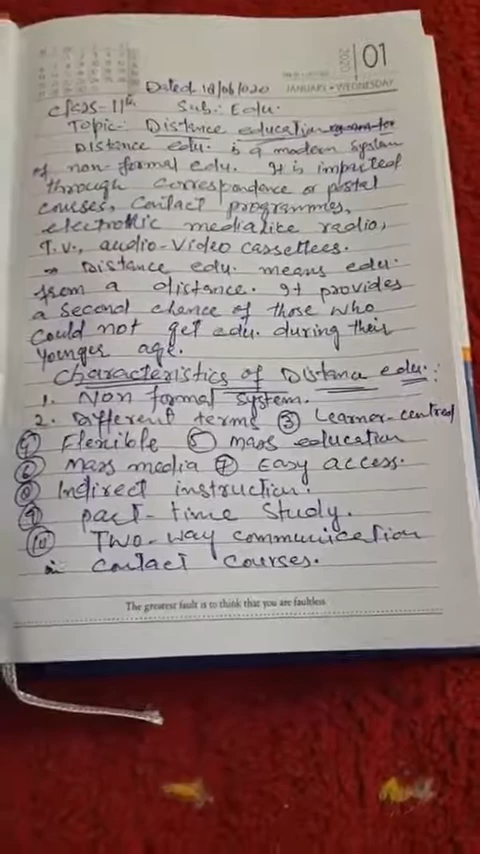 2020 01
JANUARY • WEDNESDAY
Dated 18/06/020
Class-11th Sub: Edu.
Topic:- Distance education
Distance edu. is a modern system
of non-formal edu. It is imparted
through correspondence or postal
courses, Contact programmes,
electronic media like radio,
T.V., audio-Video cassettees.
→ Distance edu. means edu.
from a distance. It provides
a second chance of those who
could not get edu. during their
younger age.
Characteristics of Distance edu.:
1. Non formal system.
2. Different terms ③ Learner-centred
④ Flexible ⑤ mass education
⑥ Mass media ⑦ Easy access.
⑧ Indirect instruction.
⑨ part-time study.
⑩ Two-way communication
in contact courses.
The greatest fault is to think that you are faultless